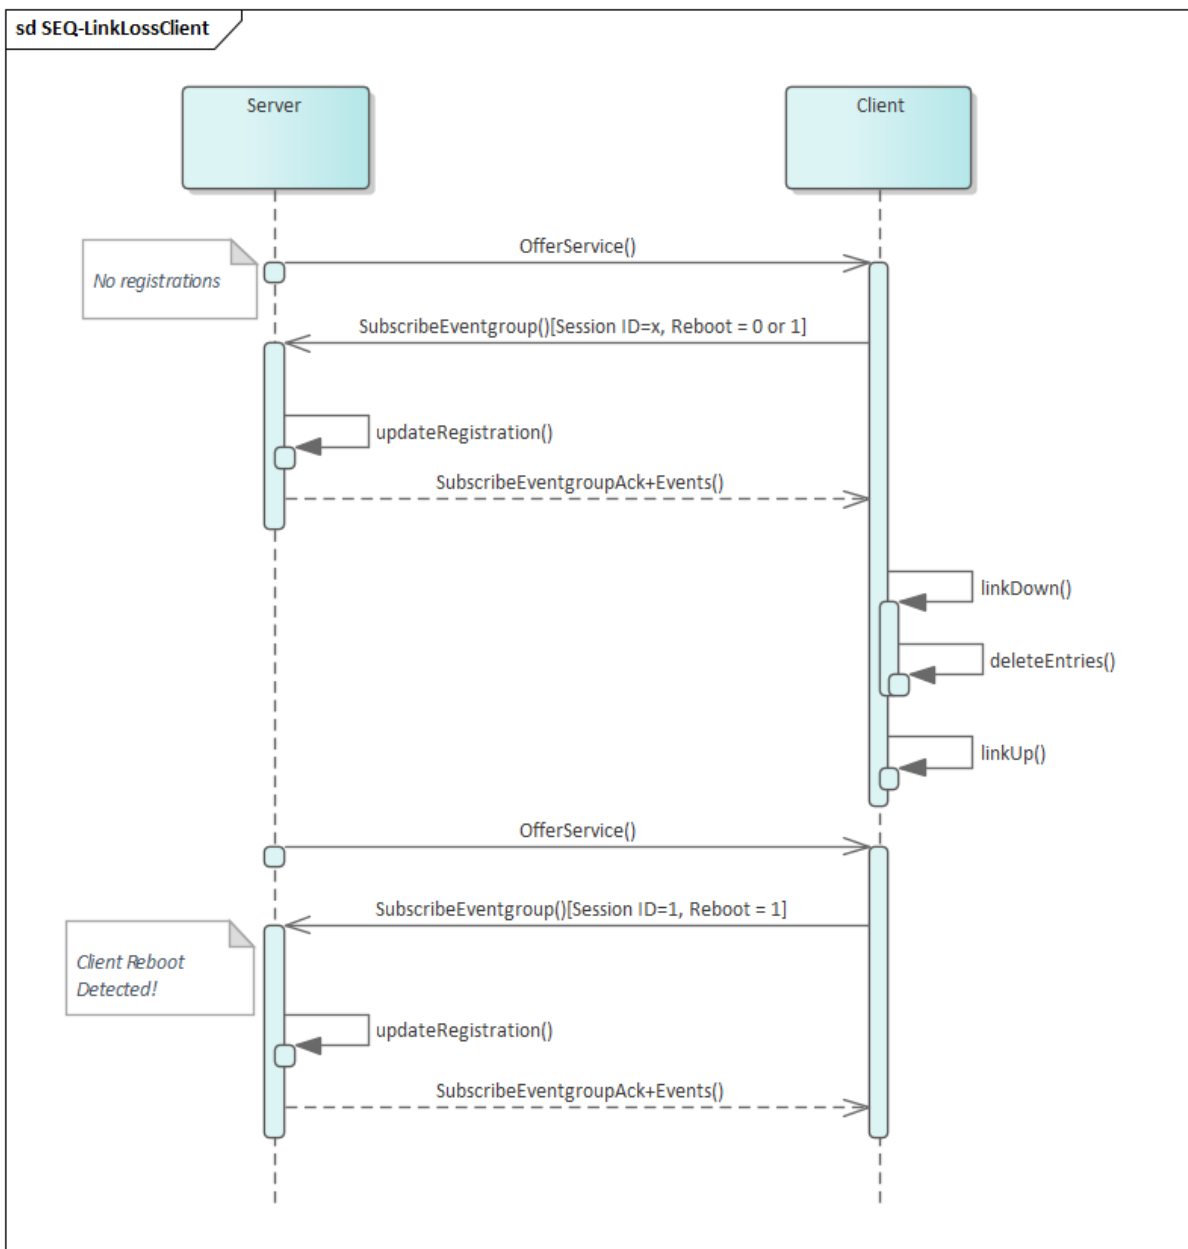 sd SEQ-LinkLossClient
Server
Client
OfferService()
No registrations
SubscribeEventgroup()[Session ID=x, Reboot = 0 or 1]
updateRegistration()
SubscribeEventgroupAck+Events()
linkDown()
deleteEntries()
linkUp()
OfferService()
SubscribeEventgroup()[Session ID=1, Reboot = 1]
Client Reboot
Detected!
updateRegistration()
SubscribeEventgroupAck+Events()